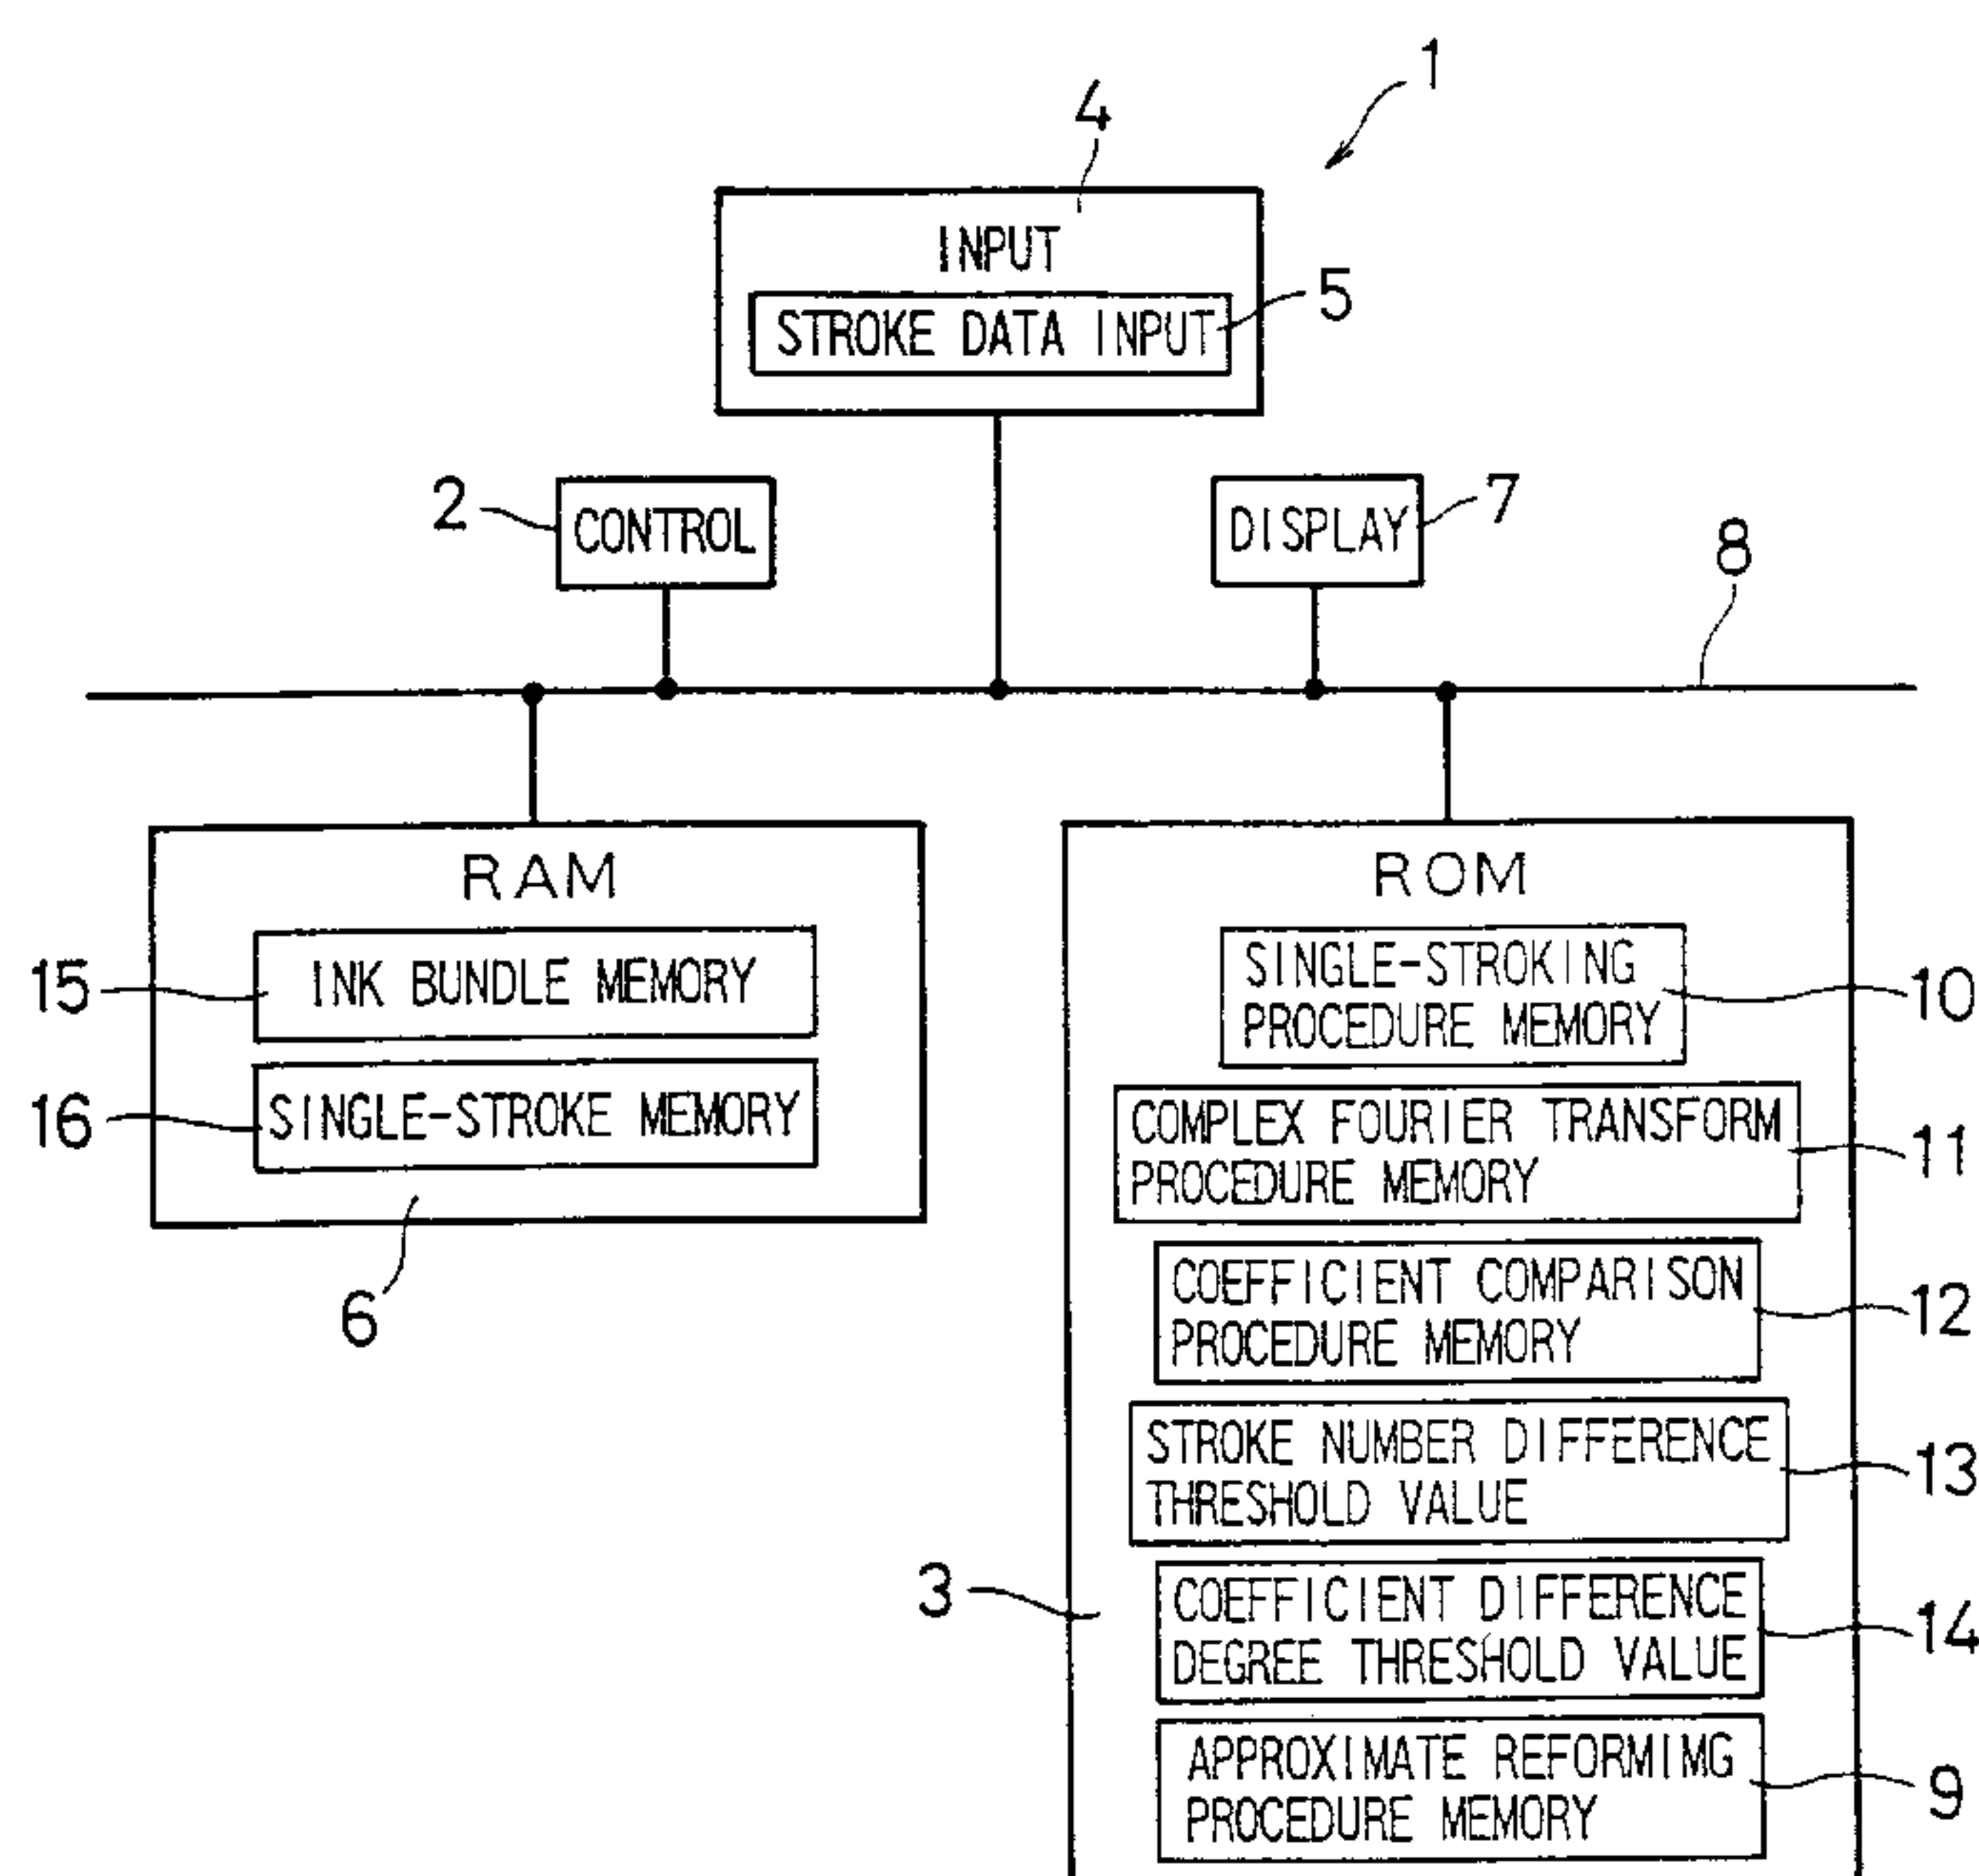 1
4
INPUT
5
STROKE DATA INPUT
2
CONTROL
DISPLAY
7
8
RAM
15
INK BUNDLE MEMORY
16
SINGLE-STROKE MEMORY
6
ROM
SINGLE-STROKING
PROCEDURE MEMORY
10
COMPLEX FOURIER TRANSFORM
PROCEDURE MEMORY
11
COEFFICIENT COMPARISON
PROCEDURE MEMORY
12
STROKE NUMBER DIFFERENCE
THRESHOLD VALUE
13
3
COEFFICIENT DIFFERENCE
DEGREE THRESHOLD VALUE
14
APPROXIMATE REFORMIMG
PROCEDURE MEMORY
9